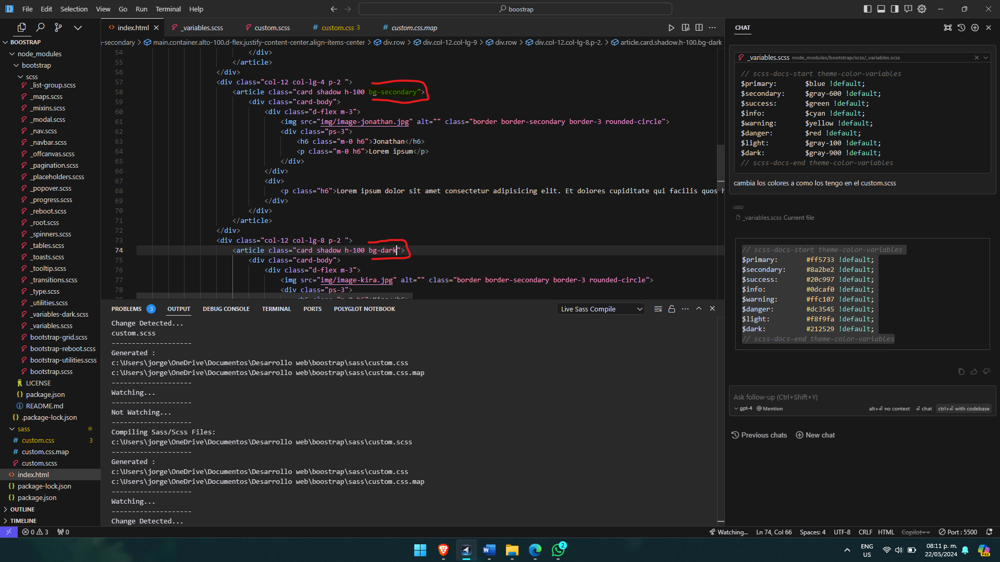 File Edit Selection View Go Run Terminal Help
boostrap
BOOSTRAP
node_modules
bootstrap
scss
_list-group.scss
_maps.scss
_mixins.scss
_modal.scss
_nav.scss
_navbar.scss
_offcanvas.scss
_pagination.scss
_placeholders.scss
_popover.scss
_progress.scss
_reboot.scss
_root.scss
_spinners.scss
_tables.scss
_toasts.scss
_tooltip.scss
_transitions.scss
_type.scss
_utilities.scss
_variables-dark.scss
_variables.scss
bootstrap-grid.scss
bootstrap-reboot.scss
bootstrap-utilities.scss
bootstrap.scss
LICENSE
package.json
README.md
.package-lock.json
sass
custom.css 3
custom.css.map
custom.scss
index.html
package-lock.json
package.json
OUTLINE
TIMELINE
index.html _variables.scss custom.scss custom.css 3 custom.css.map
-secondary > main.container.alto-100.d-flex.justify-content-center.align-items-center > div.row > div.col-12.col-lg-9 > div.row > div.col-12.col-lg-8.p-2. > article.card.shadow.h-100.bg-dark
54 </div>
55 </article>
56 </div>
57 <div class="col-12 col-lg-4 p-2 ">
58 <article class="card shadow h-100 bg-secondary">
59 <div class="card-body">
60 <div class="d-flex m-3">
61 <img src="img/image-jonathan.jpg" alt="" class="border border-secondary border-3 rounded-circle">
62 <div class="ps-3">
63 <h6 class="m-0 h6">Jonathan</h6>
64 <p class="m-0 h6">Lorem ipsum</p>
65 </div>
66 </div>
67 <div>
68 <p class="h6">Lorem ipsum dolor sit amet consectetur adipisicing elit. Et dolores cupiditate qui facilis quos h
69 </div>
70 </div>
71 </article>
72 </div>
73 <div class="col-12 col-lg-8 p-2 ">
74 <article class="card shadow h-100 bg-dark">
75 <div class="card-body">
76 <div class="d-flex m-3">
77 <img src="img/image-kira.jpg" alt="" class="border border-secondary border-3 rounded-circle">
78 <div class="ps-3">
PROBLEMS 3 OUTPUT DEBUG CONSOLE TERMINAL PORTS POLYGLOT NOTEBOOK Live Sass Compile
Change Detected...
custom.scss
--------------------
Generated :
c:\Users\jorge\OneDrive\Documentos\Desarrollo web\boostrap\sass\custom.css
c:\Users\jorge\OneDrive\Documentos\Desarrollo web\boostrap\sass\custom.css.map
--------------------
Watching...
--------------------
Not Watching...
--------------------
Compiling Sass/Scss Files:
c:\Users\jorge\OneDrive\Documentos\Desarrollo web\boostrap\sass\custom.scss
--------------------
Generated :
c:\Users\jorge\OneDrive\Documentos\Desarrollo web\boostrap\sass\custom.css
c:\Users\jorge\OneDrive\Documentos\Desarrollo web\boostrap\sass\custom.css.map
--------------------
Watching...
--------------------
Change Detected...
CHAT
_variables.scss node_modules/bootstrap/scss/_variables.scss
// scss-docs-start theme-color-variables
$primary: $blue !default;
$secondary: $gray-600 !default;
$success: $green !default;
$info: $cyan !default;
$warning: $yellow !default;
$danger: $red !default;
$light: $gray-100 !default;
$dark: $gray-900 !default;
// scss-docs-end theme-color-variables
cambia los colores a como los tengo en el custom.scss
USED
_variables.scss Current file
// scss-docs-start theme-color-variables
$primary: #ff5733 !default;
$secondary: #8a2be2 !default;
$success: #20c997 !default;
$info: #0dcaf0 !default;
$warning: #ffc107 !default;
$danger: #dc3545 !default;
$light: #f8f9fa !default;
$dark: #212529 !default;
// scss-docs-end theme-color-variables
Ask follow-up (Ctrl+Shift+Y)
gpt-4 @ Mention alt+⏎ no context ⏎ chat ctrl+⏎ with codebase
Previous chats New chat
0 3 0 Watching... Ln 74, Col 66 Spaces: 4 UTF-8 CRLF HTML Copilot++ Port : 5500
2
ENG
US
08:11 p. m.
22/05/2024
PRE